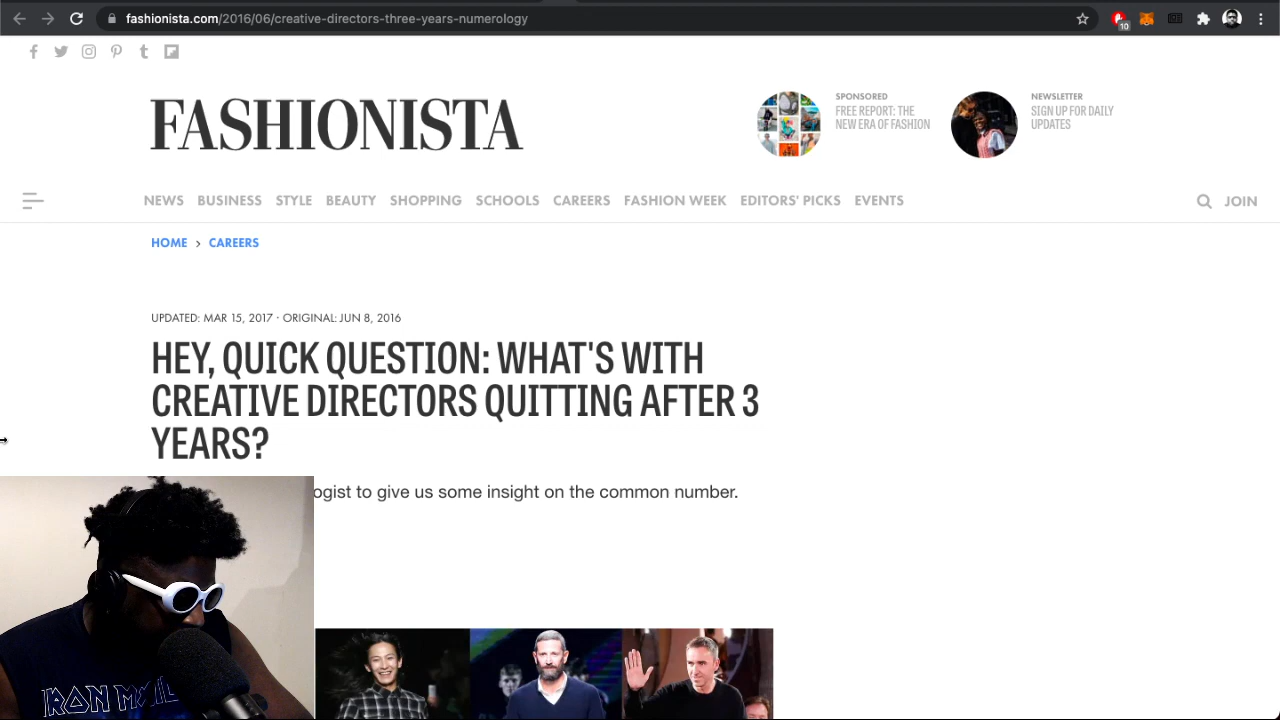 fashionista.com/2016/06/creative-directors-three-years-numerology
10
FASHIONISTA
SPONSORED
FREE REPORT: THE
NEW ERA OF FASHION
NEWSLETTER
SIGN UP FOR DAILY
UPDATES
NEWS BUSINESS STYLE BEAUTY SHOPPING SCHOOLS CAREERS FASHION WEEK EDITORS' PICKS EVENTS
JOIN
HOME > CAREERS
UPDATED: MAR 15, 2017 · ORIGINAL: JUN 8, 2016
HEY, QUICK QUESTION: WHAT'S WITH
CREATIVE DIRECTORS QUITTING AFTER 3
YEARS?
ogist to give us some insight on the common number.
IRON